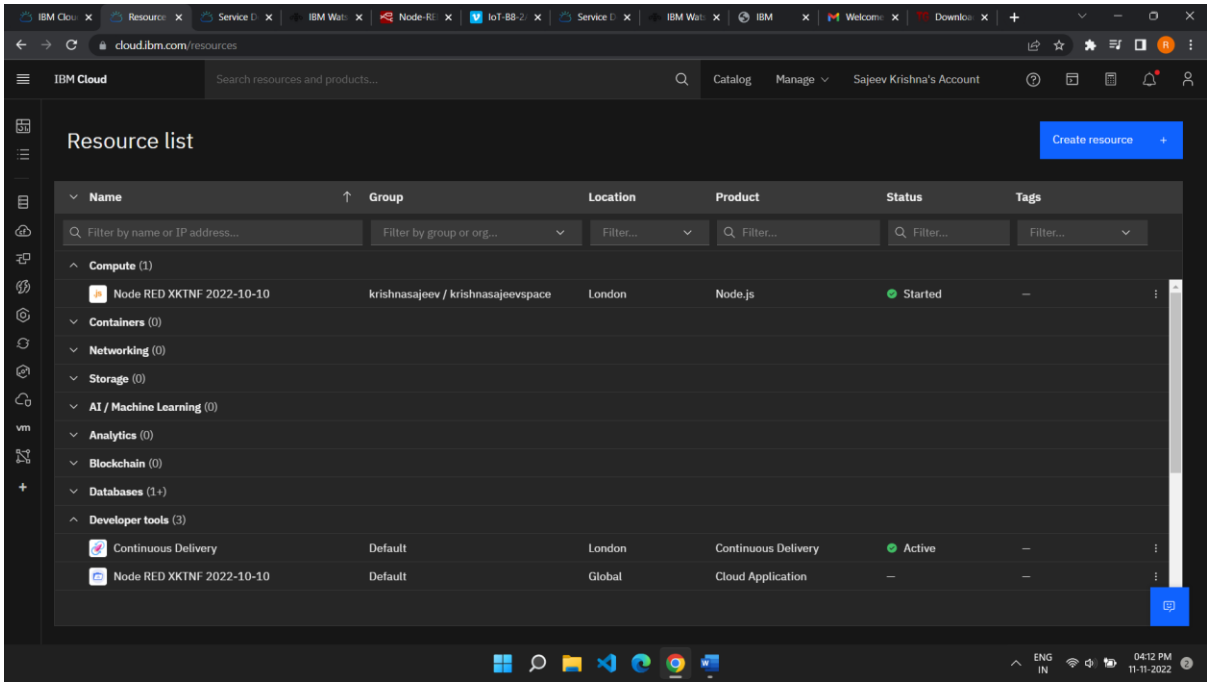 IBM Clou Resource Service D IBM Wats Node-RE IoT-B8-2/ Service D IBM Wats IBM Welcome Downloa
cloud.ibm.com/resources R
IBM Cloud Search resources and products... Catalog Manage Sajeev Krishna's Account
Resource list Create resource +
Name Group Location Product Status Tags
Filter by name or IP address... Filter by group or org... Filter... Filter... Filter... Filter...
Compute (1)
JS Node RED XKTNF 2022-10-10 krishnasajeev / krishnasajeevspace London Node.js Started –
Containers (0)
Networking (0)
Storage (0)
AI / Machine Learning (0)
vm Analytics (0)
Blockchain (0)
Databases (1+)
Developer tools (3)
Continuous Delivery Default London Continuous Delivery Active –
Node RED XKTNF 2022-10-10 Default Global Cloud Application – –
ENG 04:12 PM
IN 11-11-2022 2